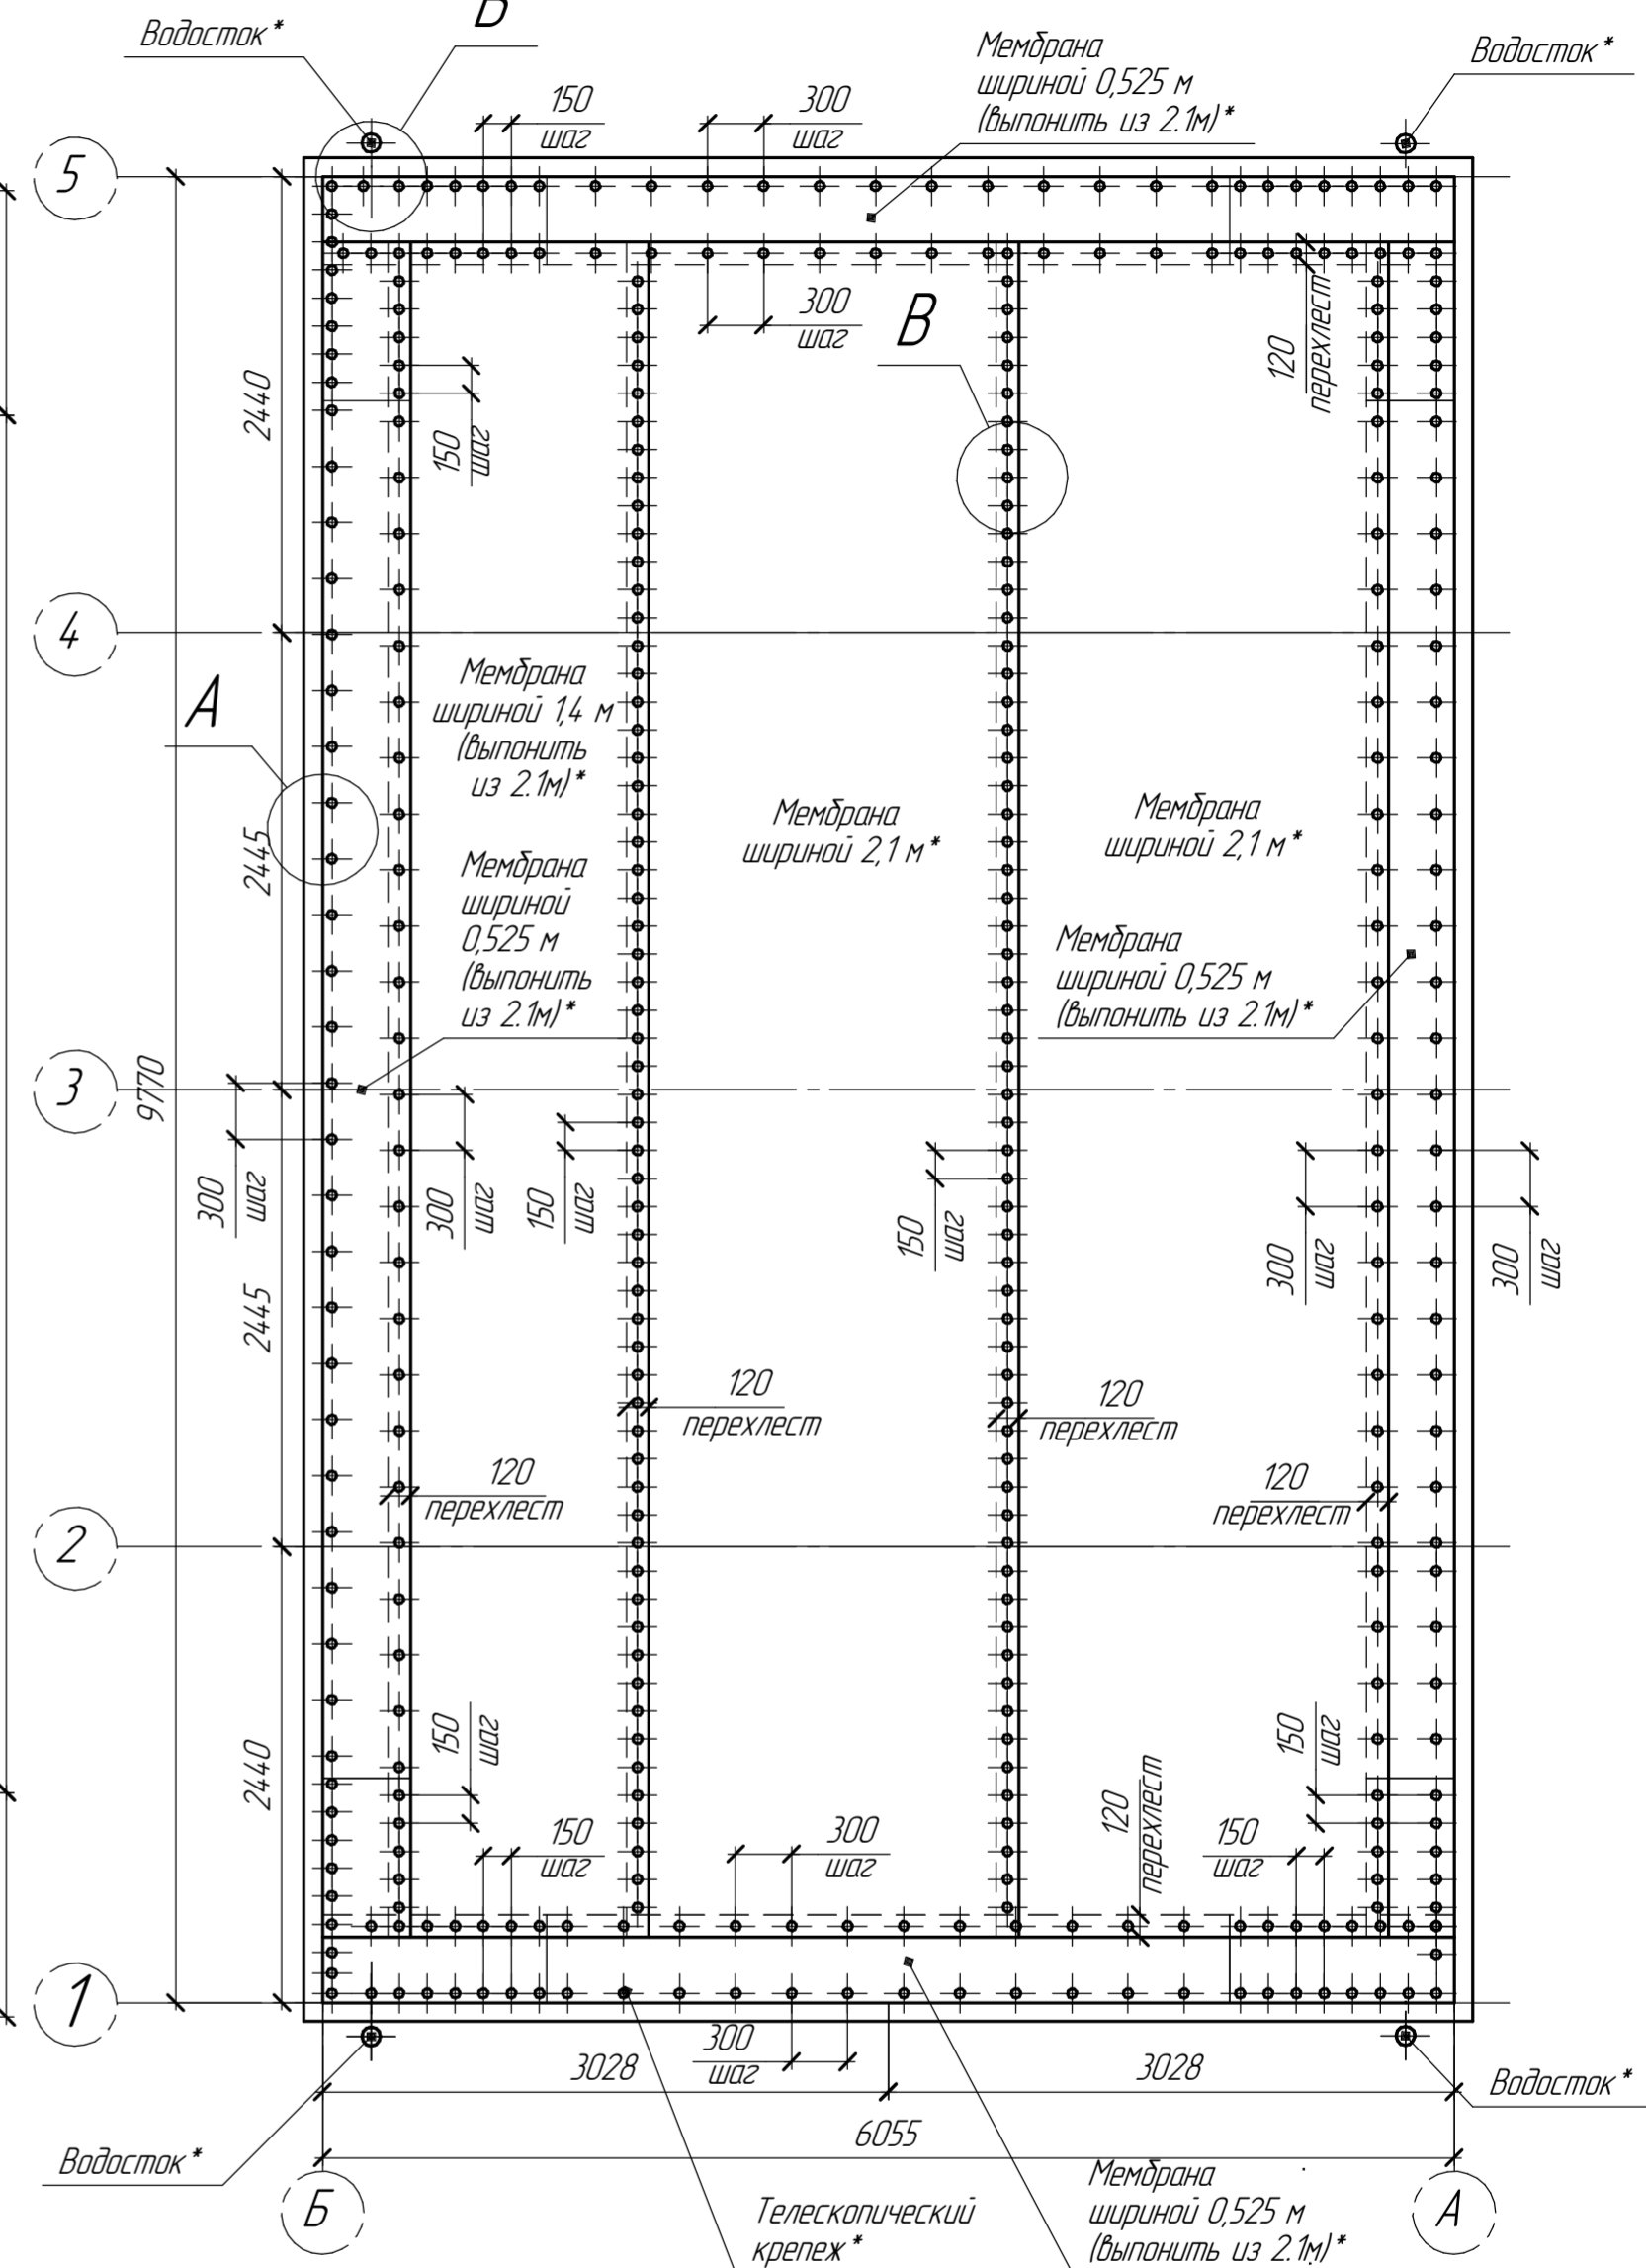 Б
Водосток*
Мембрана
шириной 0,525 м
(выпонить из 2.1м)*
Водосток*
150
шаг
300
шаг
5
300
шаг
В
120
перехлест
2440
150
шаг
4
А
Мембрана
шириной 1,4 м
(выпонить
из 2.1м)*
Мембрана
шириной 2,1 м*
Мембрана
шириной 2,1 м*
2445
Мембрана
шириной
0,525 м
(выпонить
из 2.1м)*
Мембрана
шириной 0,525 м
(выпонить из 2.1м)*
3
9770
300
шаг
300
шаг
150
шаг
150
шаг
300
шаг
300
шаг
2445
120
перехлест
120
перехлест
120
перехлест
120
перехлест
2
2440
150
шаг
150
шаг
150
шаг
300
шаг
120
перехлест
150
шаг
1
300
шаг
3028
3028
Водосток*
6055
Водосток*
Б
А
Телескопический
крепеж*
Мембрана
шириной 0,525 м
(выпонить из 2.1м)*